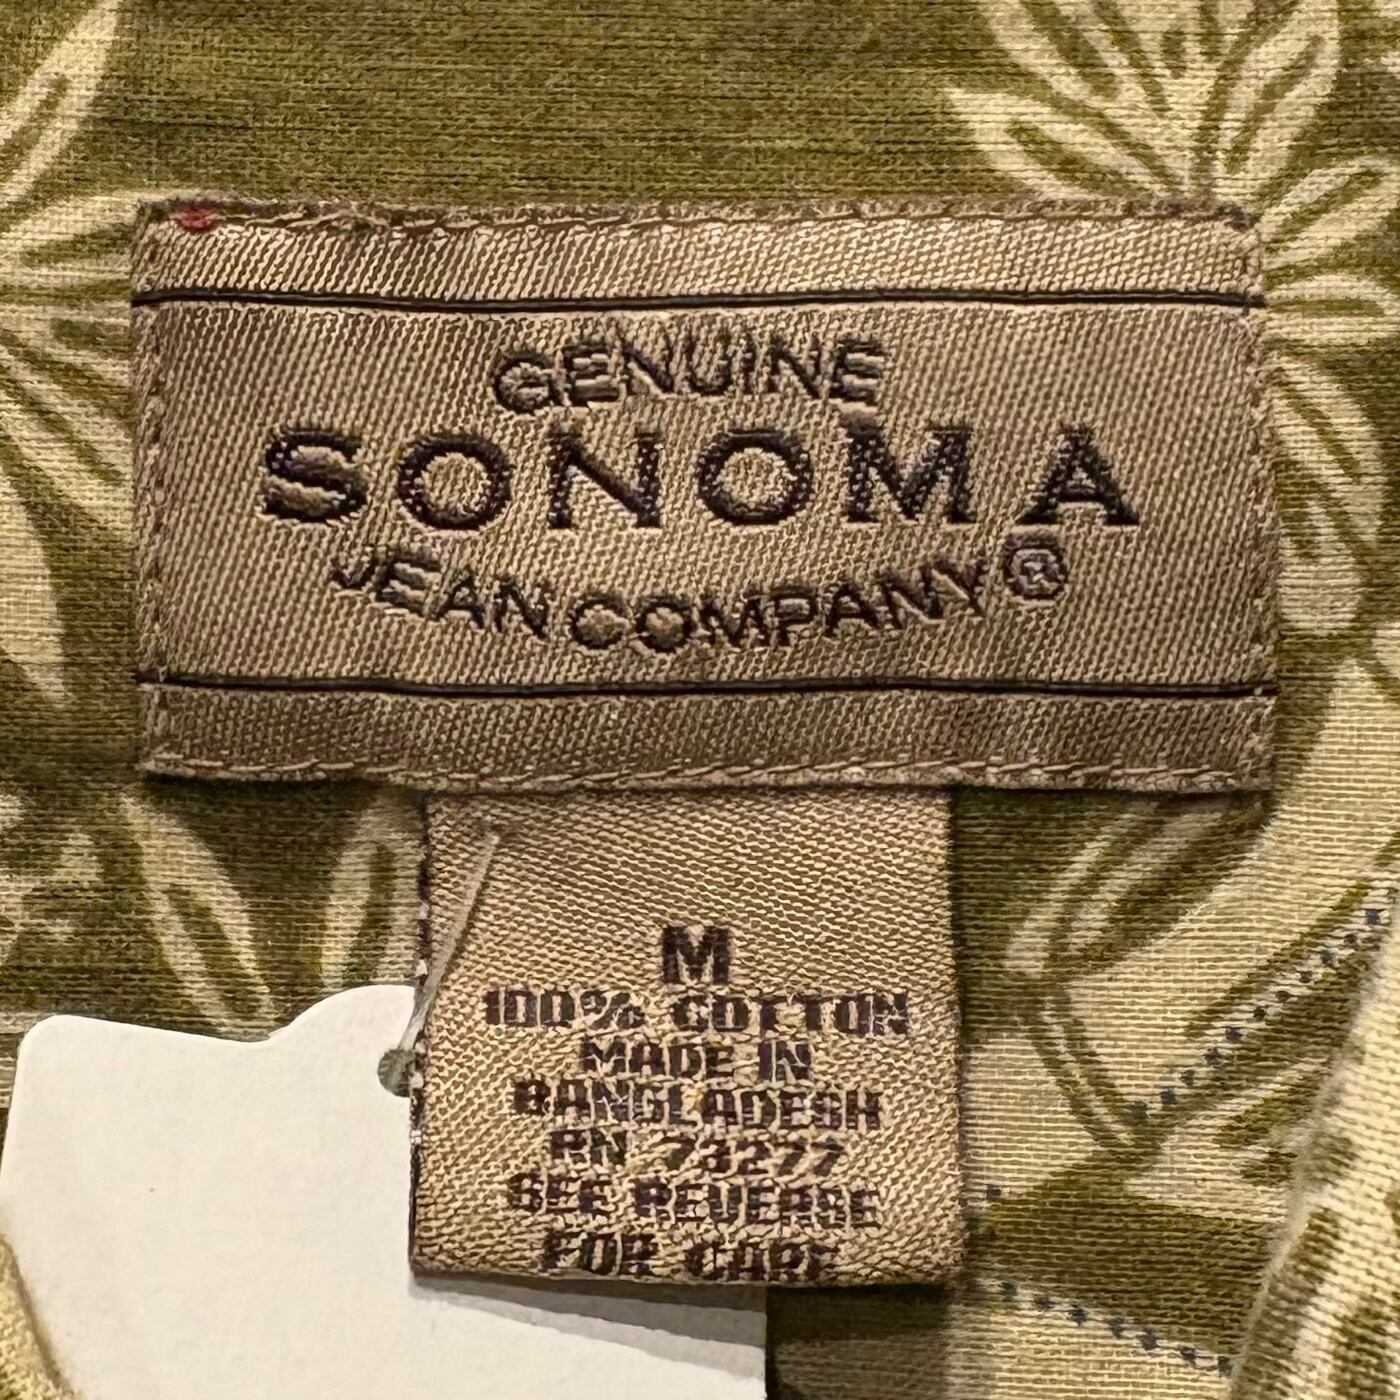 GENUINE
SONOMA
JEAN COMPANY®
M
100% COTTON
MADE IN
BANGLADESH
RN 73277
SEE REVERSE
FOR CARE